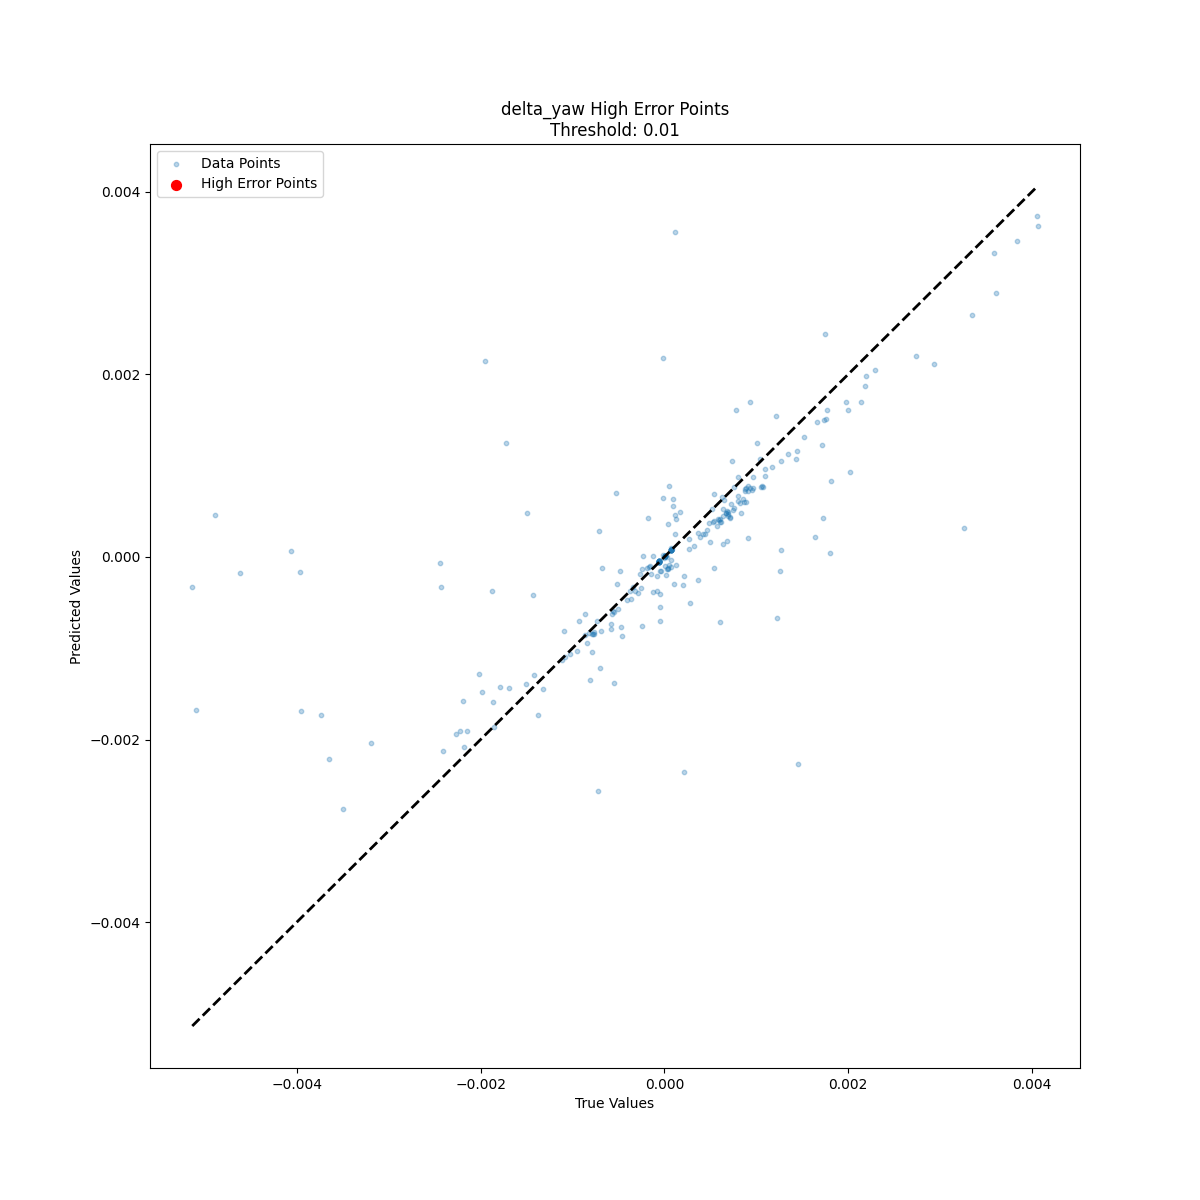 delta_yaw High Error Points
Threshold: 0.01
Data Points
High Error Points
0.004
0.002
0.000
−0.002
−0.004
Predicted Values
−0.004
−0.002
0.000
0.002
0.004
True Values